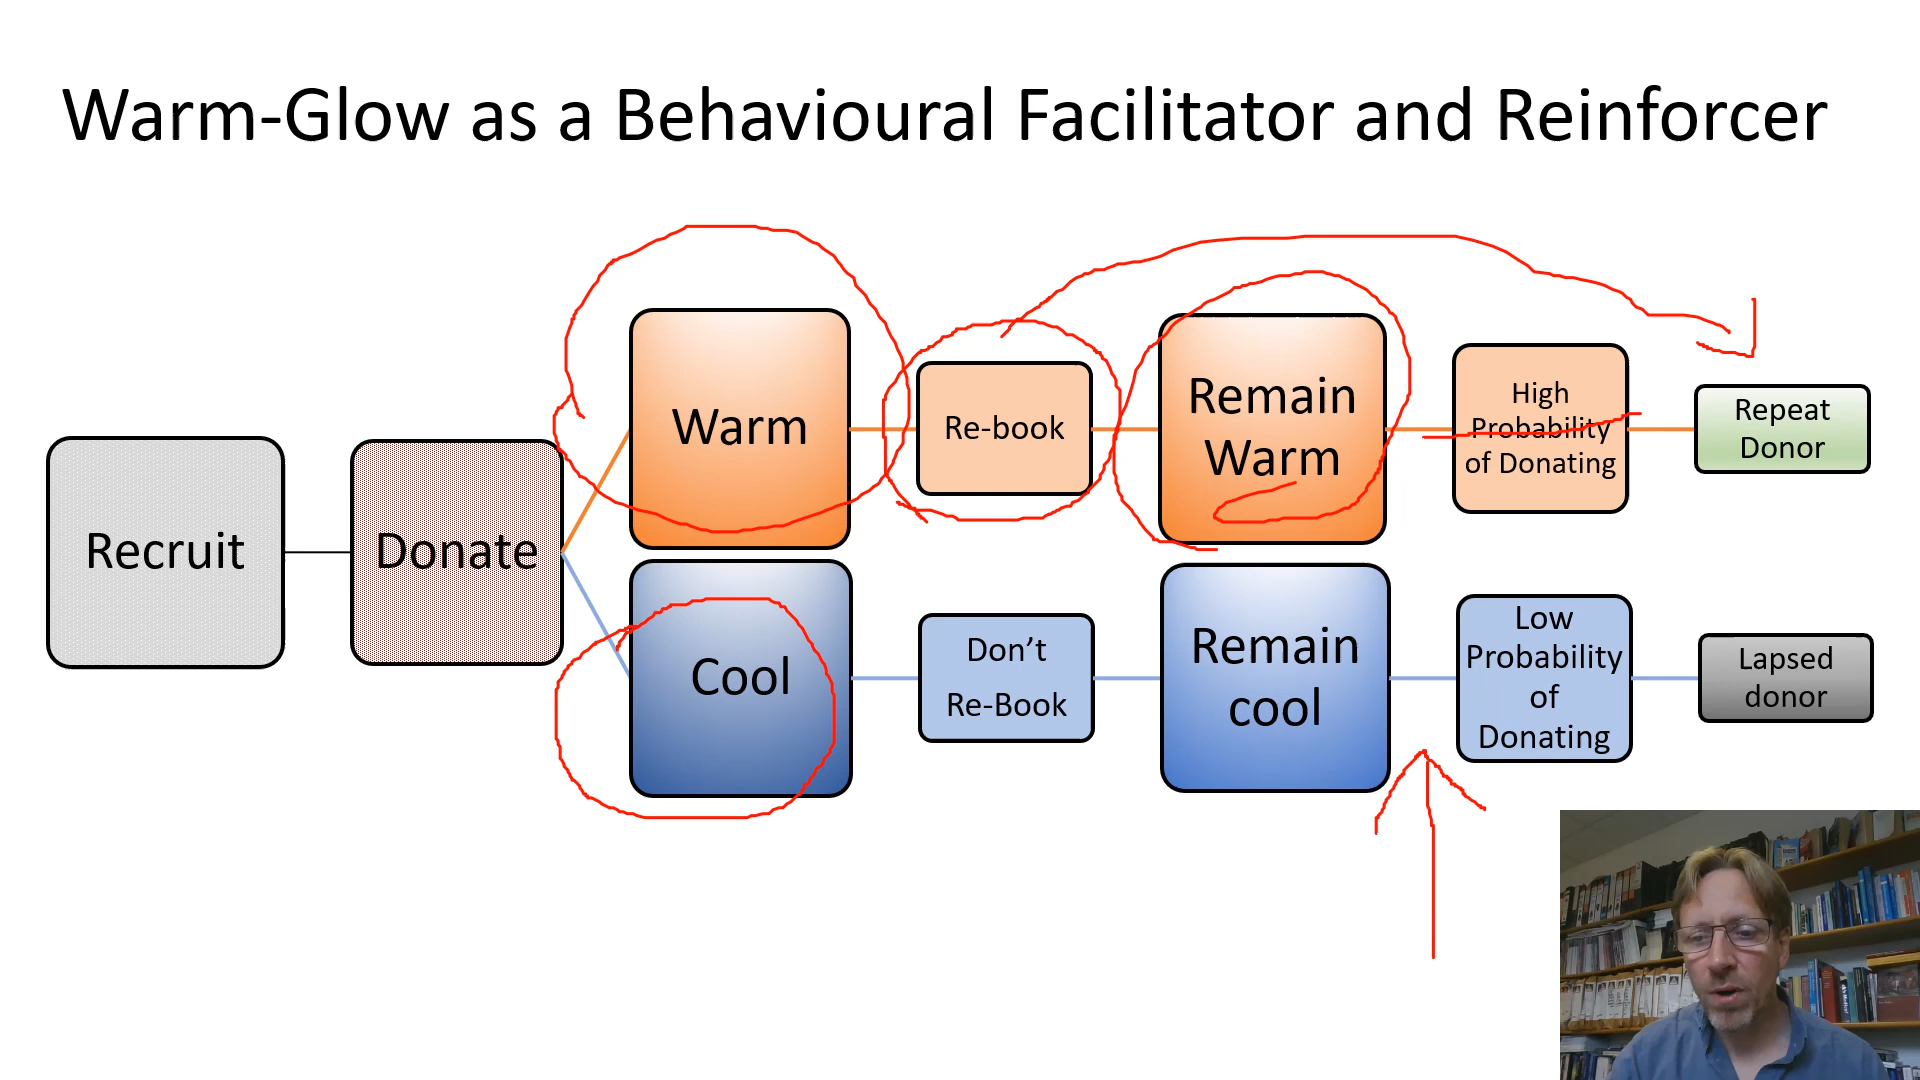 Warm-Glow as a Behavioural Facilitator and Reinforcer
Recruit
Donate
Warm
Re-book
Remain
Warm
High
Probability
of Donating
Repeat
Donor
Cool
Don’t
Re-Book
Remain
cool
Low
Probability
of
Donating
Lapsed
donor